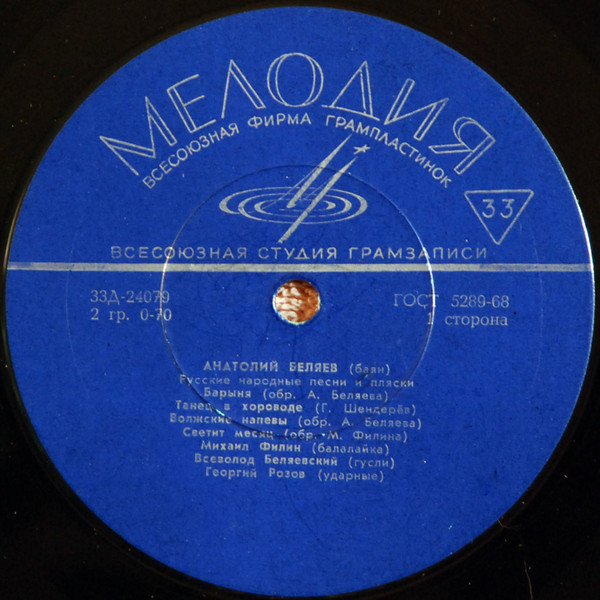 МЕЛОДИЯ
ВСЕСОЮЗНАЯ ФИРМА ГРАМПЛАСТИНОК
33
ВСЕСОЮЗНАЯ СТУДИЯ ГРАМЗАПИСИ
33Д-24079
ГОСТ 5289-68
2 гр. 0-70
1 сторона
АНАТОЛИЙ БЕЛЯЕВ (баян)
Русские народные песни и пляски
Барыня (обр. А. Беляева)
Танец в хороводе (Г. Шендерёв)
Волжские напевы (обр. А. Беляева)
Светит месяц (обр. М. Филина)
Михаил Филин (балалайка)
Всеволод Беляевский (гусли)
Георгий Розов (ударные)